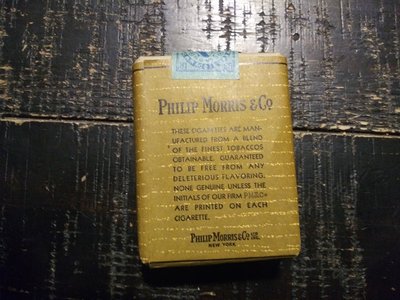 PHILIP MORRIS & CO
THESE CIGARETTES ARE MAN-
UFACTURED FROM A BLEND
OF THE FINEST TOBACCOS
OBTAINABLE. GUARANTEED
TO BE FREE FROM ANY
DELETERIOUS FLAVORING.
NONE GENUINE UNLESS THE
INITIALS OF OUR FIRM
ARE PRINTED ON EACH
CIGARETTE.
PHILIP MORRIS & CO
NEW YORK